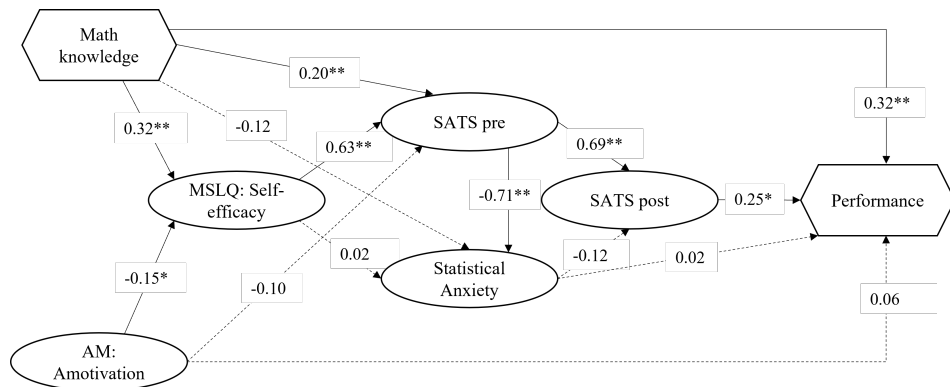 Math
knowledge
0.20**
0.32**
0.32**
-0.12
SATS pre
0.63**
0.69**
MSLQ: Self-
efficacy
-0.71**
SATS post
0.25*
Performance
0.02
-0.12
0.02
Statistical
Anxiety
-0.15*
-0.10
0.06
AM:
Amotivation